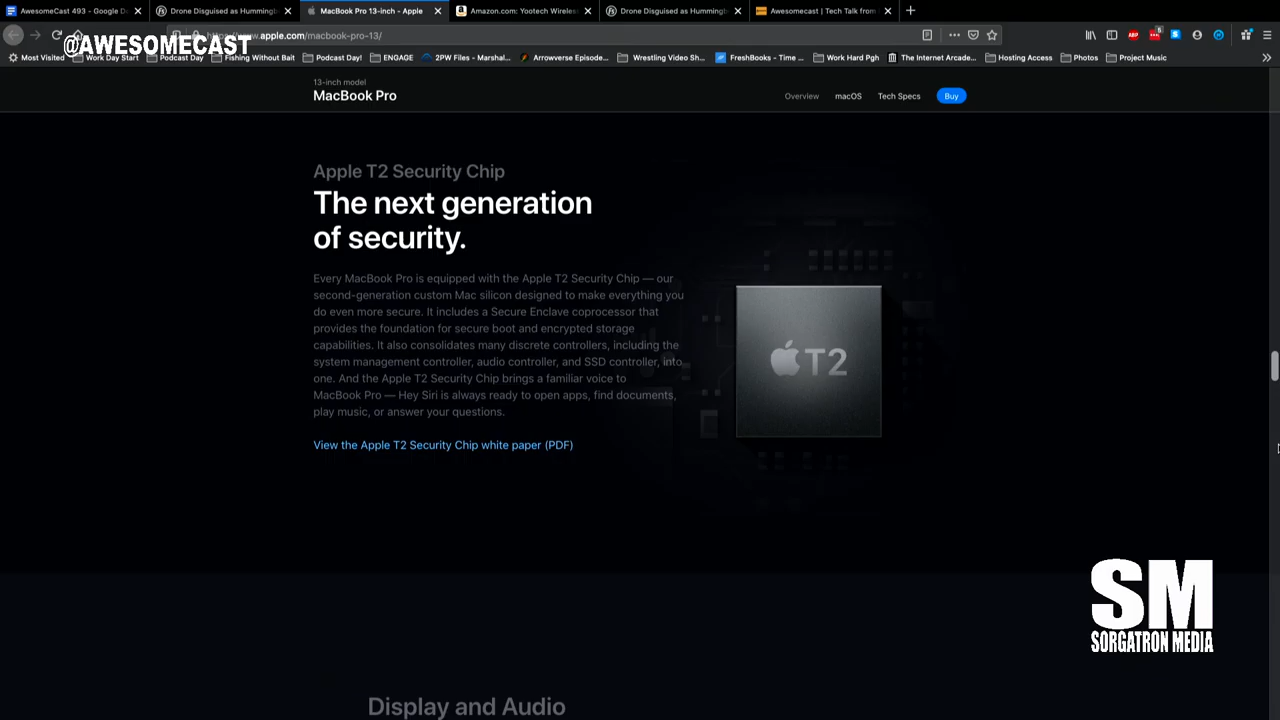 AwesomeCast 493 - Google D
Drone Disguised as Hummingb
MacBook Pro 13-inch - Apple
Amazon.com: Yootech Wireles
Drone Disguised as Hummingb
Awesomecast | Tech Talk from
@AWESOMECAST
apple.com/macbook-pro-13/
Most Visited
Work Day Start
Podcast Day
Fishing Without Bait
Podcast Day!
ENGAGE
2PW Files - Marshal...
Arrowverse Episode...
Wrestling Video Sh...
FreshBooks - Time ...
Work Hard Pgh
The Internet Arcade...
Hosting Access
Photos
Project Music
13-inch model
MacBook Pro
Overview
macOS
Tech Specs
Buy
Apple T2 Security Chip
The next generation
of security.
Every MacBook Pro is equipped with the Apple T2 Security Chip — our
second-generation custom Mac silicon designed to make everything you
do even more secure. It includes a Secure Enclave coprocessor that
provides the foundation for secure boot and encrypted storage
capabilities. It also consolidates many discrete controllers, including the
system management controller, audio controller, and SSD controller, into
one. And the Apple T2 Security Chip brings a familiar voice to
MacBook Pro — Hey Siri is always ready to open apps, find documents,
play music, or answer your questions.
View the Apple T2 Security Chip white paper (PDF)
T2
SM
SORGATRON MEDIA
Display and Audio